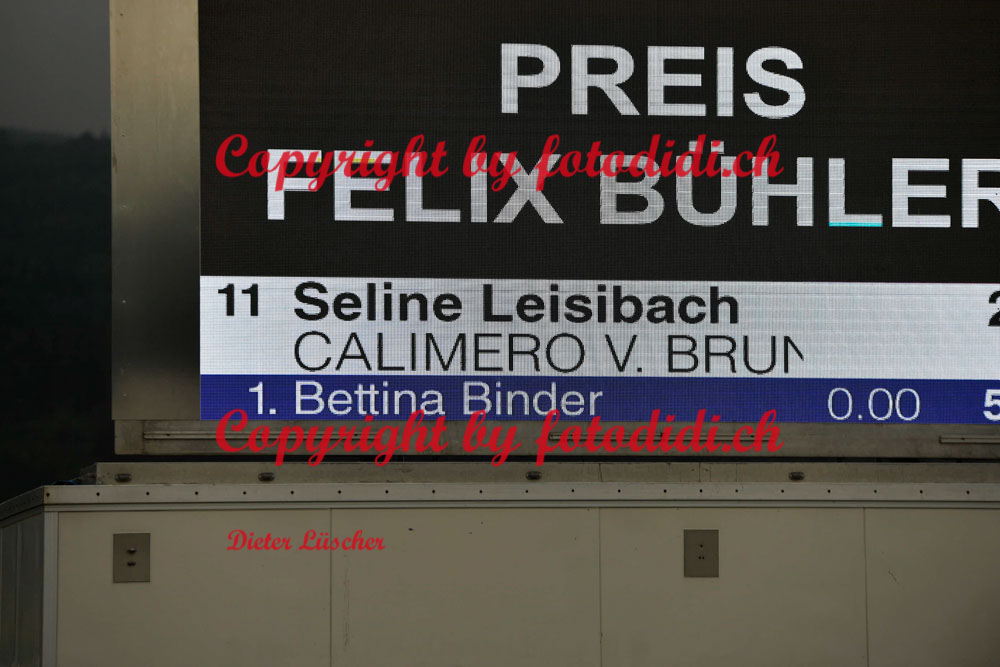 PREIS
Copyright by fotodidi.ch
FELIX BÜHLER
11 Seline Leisibach
CALIMERO V. BRUN
1. Bettina Binder 0.00 5
Copyright by fotodidi.ch
Dieter Lüscher